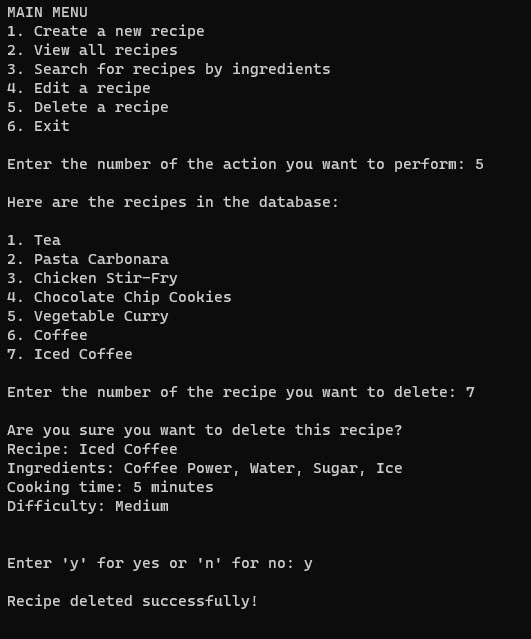 MAIN MENU
1. Create a new recipe
2. View all recipes
3. Search for recipes by ingredients
4. Edit a recipe
5. Delete a recipe
6. Exit
Enter the number of the action you want to perform: 5
Here are the recipes in the database:
1. Tea
2. Pasta Carbonara
3. Chicken Stir-Fry
4. Chocolate Chip Cookies
5. Vegetable Curry
6. Coffee
7. Iced Coffee
Enter the number of the recipe you want to delete: 7
Are you sure you want to delete this recipe?
Recipe: Iced Coffee
Ingredients: Coffee Power, Water, Sugar, Ice
Cooking time: 5 minutes
Difficulty: Medium
Enter 'y' for yes or 'n' for no: y
Recipe deleted successfully!